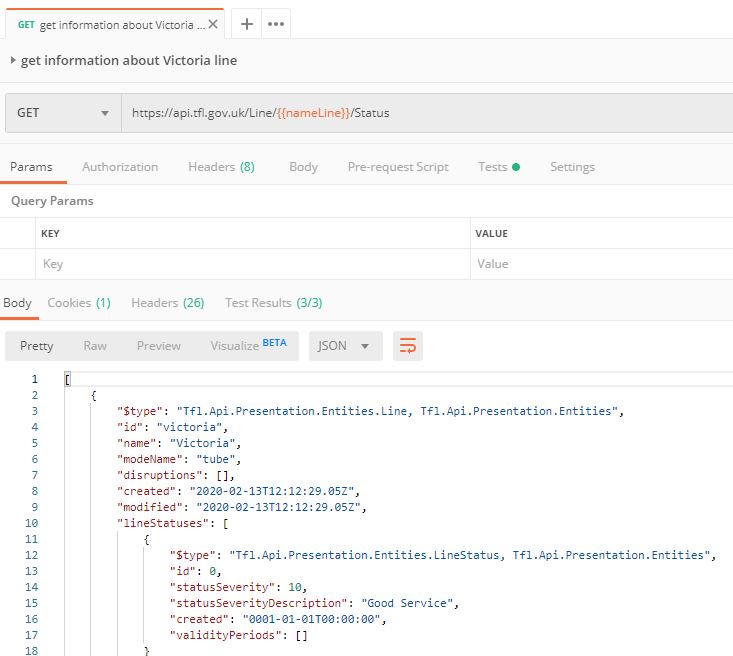 GET get information about Victoria ...
get information about Victoria line
GET https://api.tfl.gov.uk/Line/{{nameLine}}/Status
Params Authorization Headers (8) Body Pre-request Script Tests Settings
Query Params
KEY VALUE
Key Value
Body Cookies (1) Headers (26) Test Results (3/3)
Pretty Raw Preview Visualize BETA JSON
1 [
2 {
3 "$type": "Tfl.Api.Presentation.Entities.Line, Tfl.Api.Presentation.Entities",
4 "id": "victoria",
5 "name": "Victoria",
6 "modeName": "tube",
7 "disruptions": [],
8 "created": "2020-02-13T12:12:29.05Z",
9 "modified": "2020-02-13T12:12:29.05Z",
10 "lineStatuses": [
11 {
12 "$type": "Tfl.Api.Presentation.Entities.LineStatus, Tfl.Api.Presentation.Entities",
13 "id": 0,
14 "statusSeverity": 10,
15 "statusSeverityDescription": "Good Service",
16 "created": "0001-01-01T00:00:00",
17 "validityPeriods": []
18 }